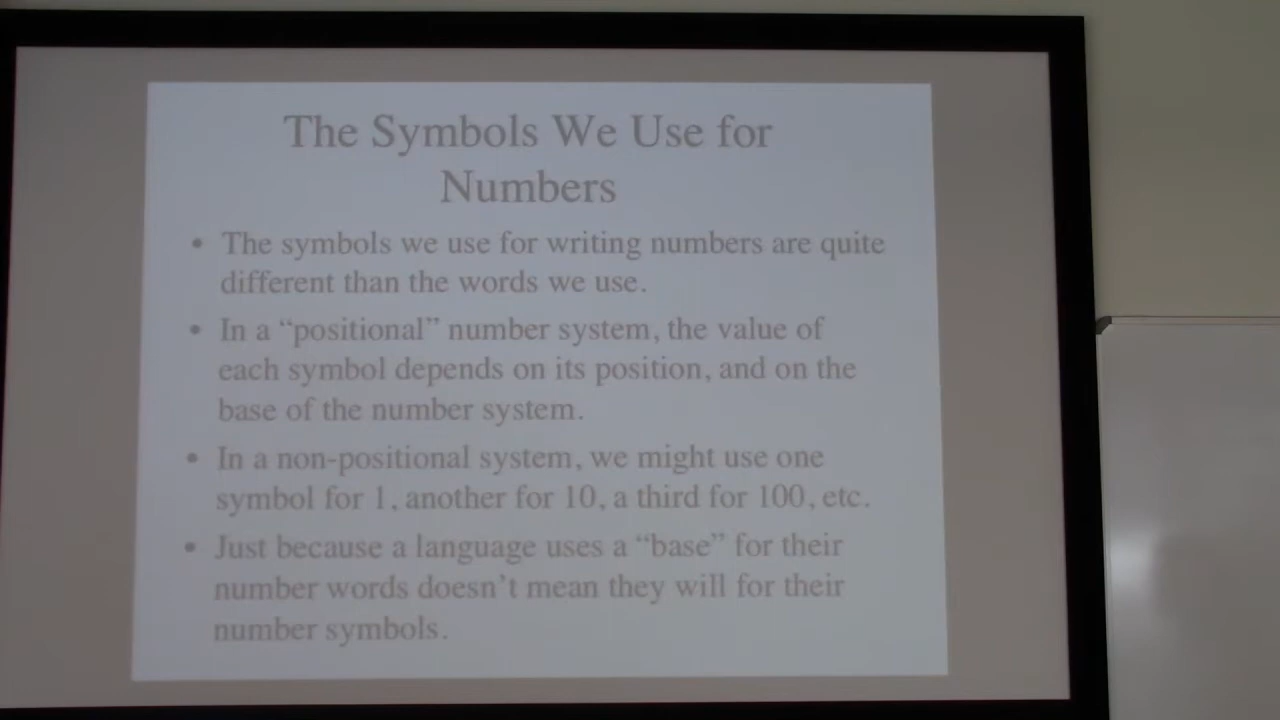 The Symbols We Use for
Numbers
• The symbols we use for writing numbers are quite
different than the words we use.
• In a “positional” number system, the value of
each symbol depends on its position, and on the
base of the number system.
• In a non-positional system, we might use one
symbol for 1, another for 10, a third for 100, etc.
• Just because a language uses a “base” for their
number words doesn’t mean they will for their
number symbols.